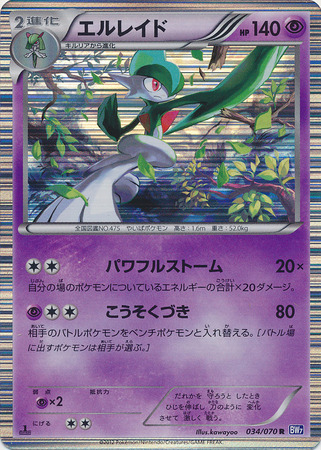 2進化
エルレイド
HP 140
キルリアから進化
全国図鑑NO.475 やいばポケモン 高さ:1.6m 重さ:52.0kg
パワフルストーム 20×
自分の場のポケモンについているエネルギーの合計×20ダメージ。
こうそくづき 80
相手のバトルポケモンをベンチポケモンと入れ替える。[バトル場
に出すポケモンは相手が選ぶ。]
弱点 抵抗力
×2
にげる
だれかを 守ろうと したとき
ひじを伸ばし 刀のように 変化
させて 激しく 戦う。
illus.kawayoo
034/070 R BW7
©2012 Pokémon/Nintendo/Creatures/GAME FREAK.